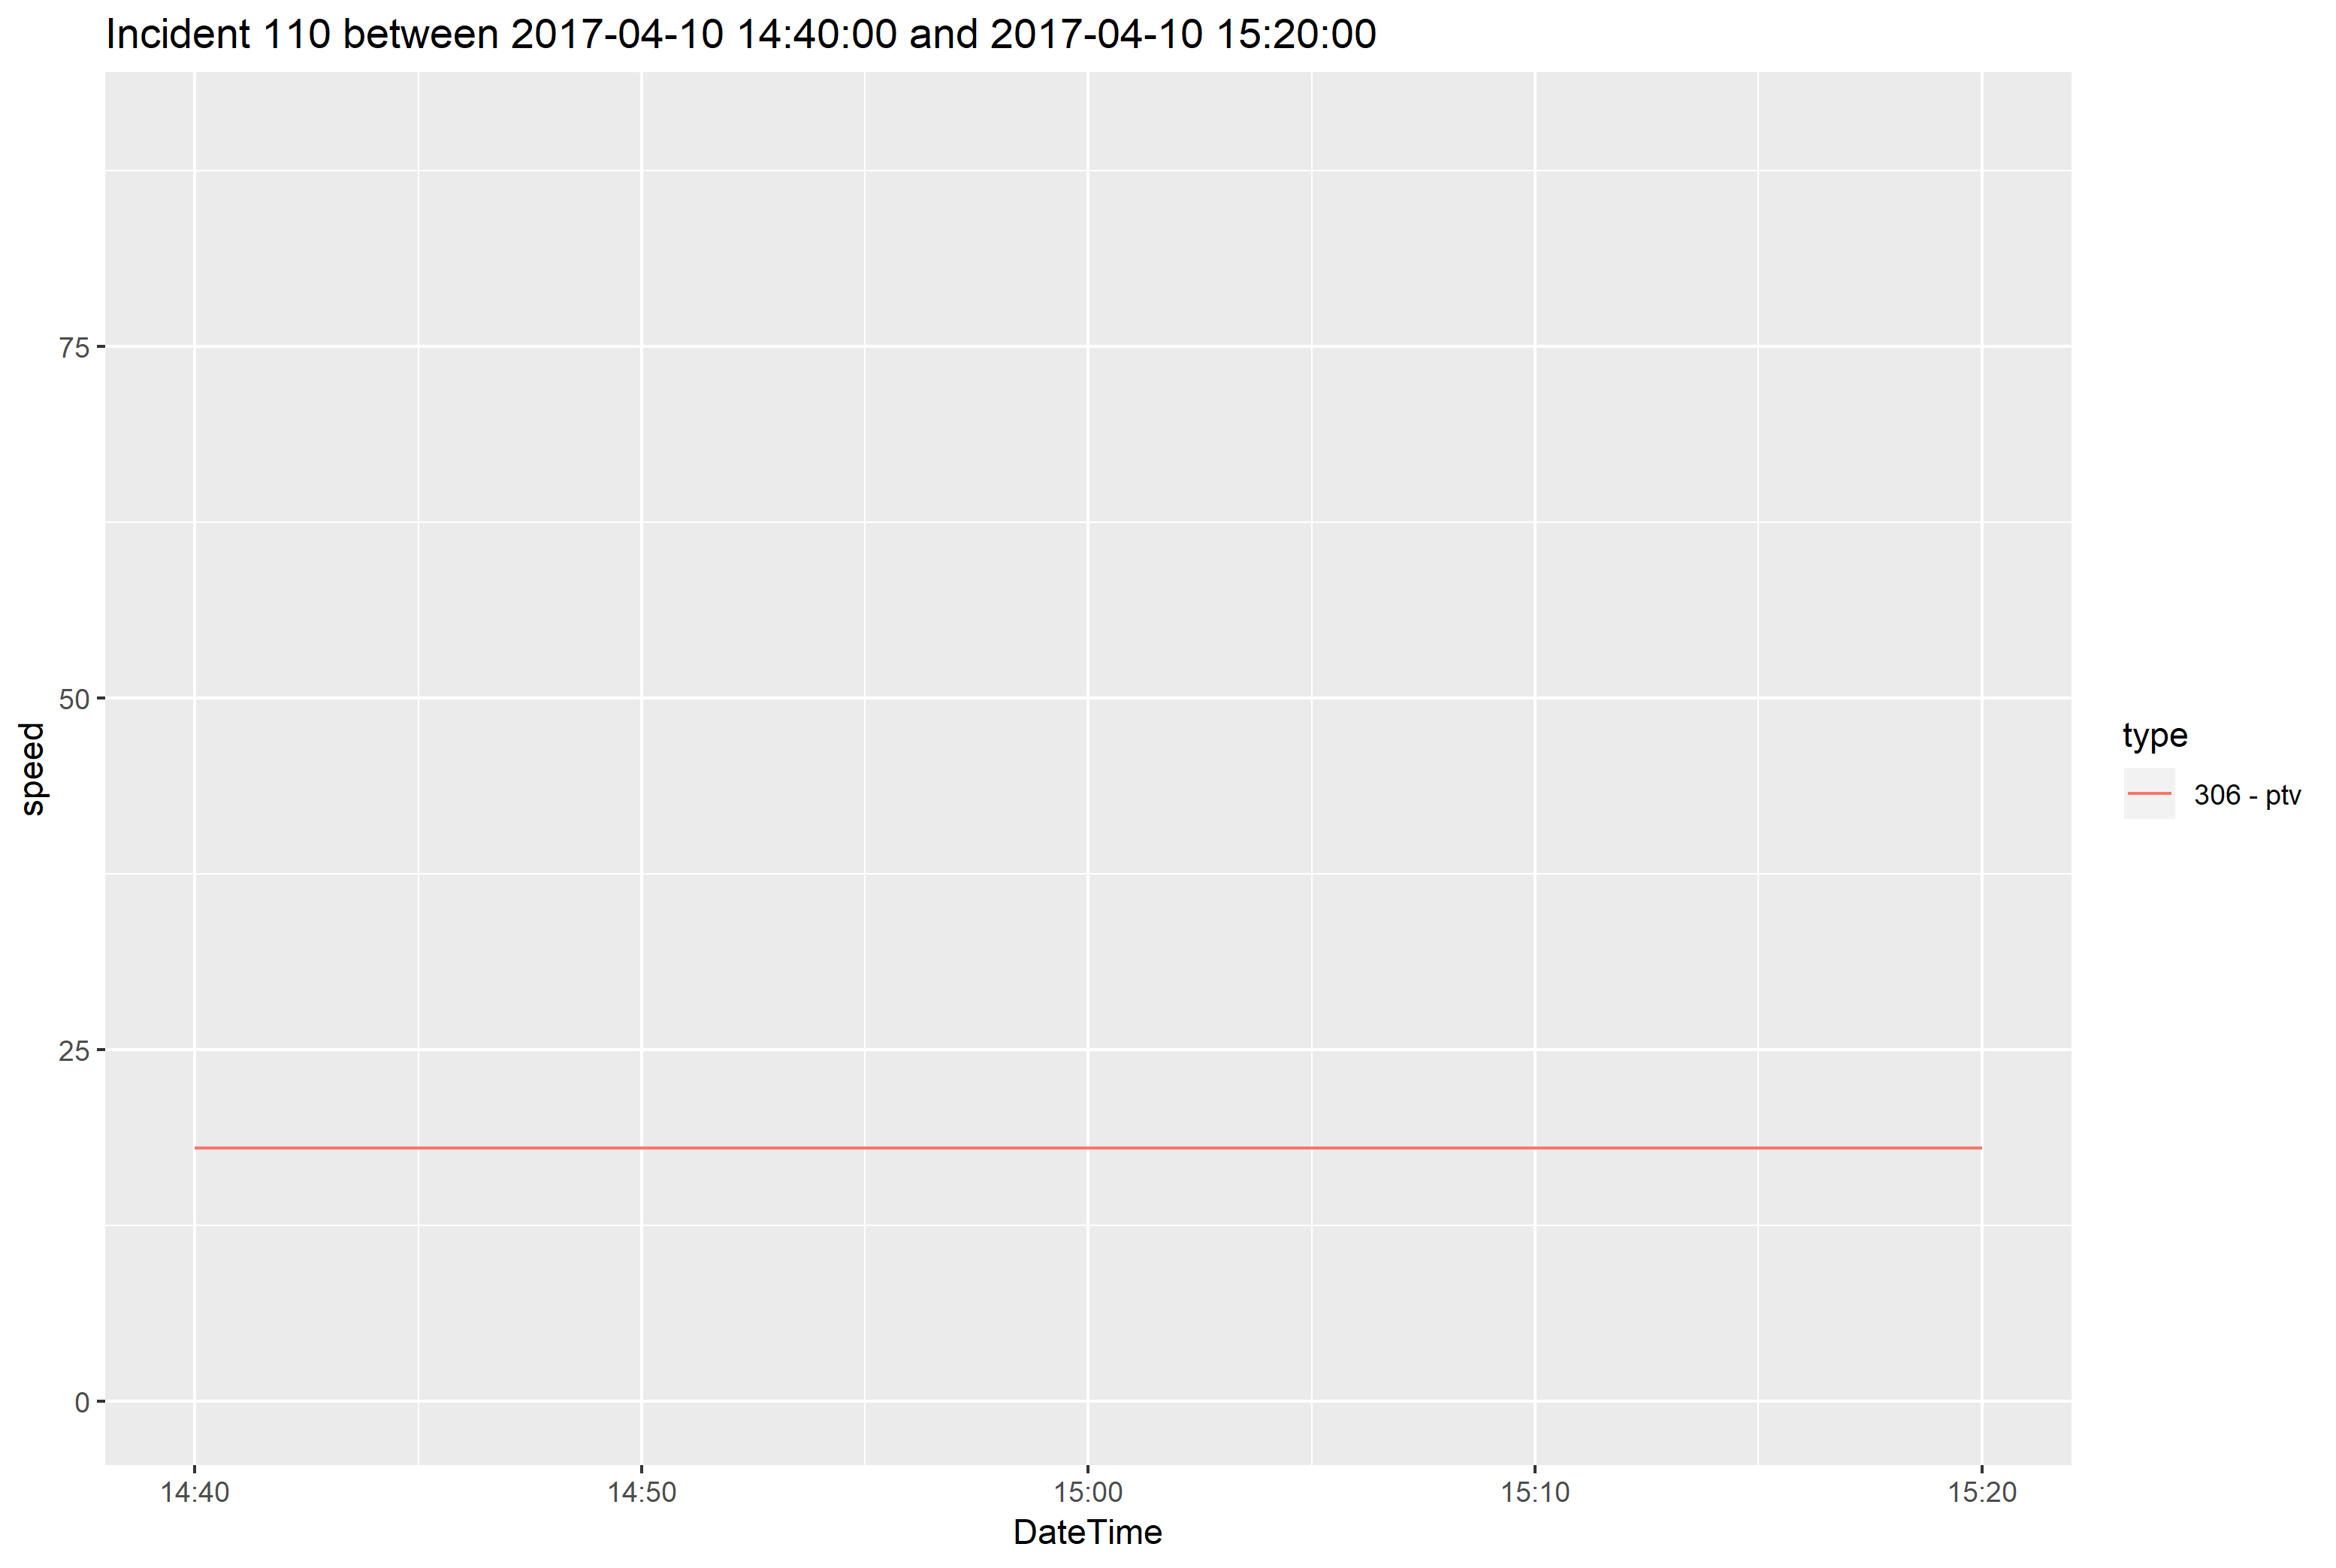 Incident 110 between 2017-04-10 14:40:00 and 2017-04-10 15:20:00
75
50
25
0
speed
14:40 14:50 15:00 15:10 15:20
DateTime
type
306 - ptv